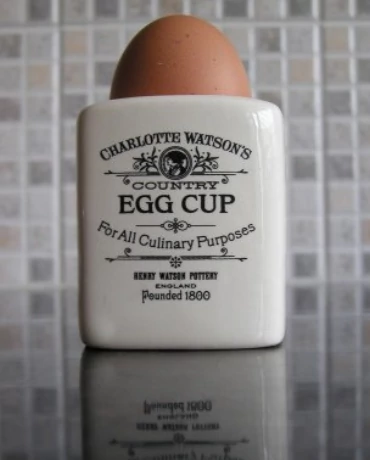 CHARLOTTE WATSON'S
COUNTRY
EGG CUP
For All Culinary Purposes
HENRY WATSON POTTERY
ENGLAND
Founded 1800